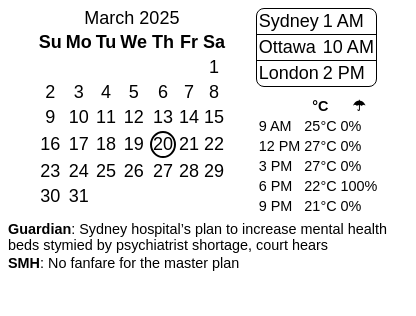 March 2025
Su Mo Tu We Th Fr Sa
1
2 3 4 5 6 7 8
9 10 11 12 13 14 15
16 17 18 19 20 21 22
23 24 25 26 27 28 29
30 31
Sydney 1 AM
Ottawa 10 AM
London 2 PM
°C ☂
9 AM 25°C 0%
12 PM 27°C 0%
3 PM 27°C 0%
6 PM 22°C 100%
9 PM 21°C 0%
Guardian: Sydney hospital's plan to increase mental health
beds stymied by psychiatrist shortage, court hears
SMH: No fanfare for the master plan